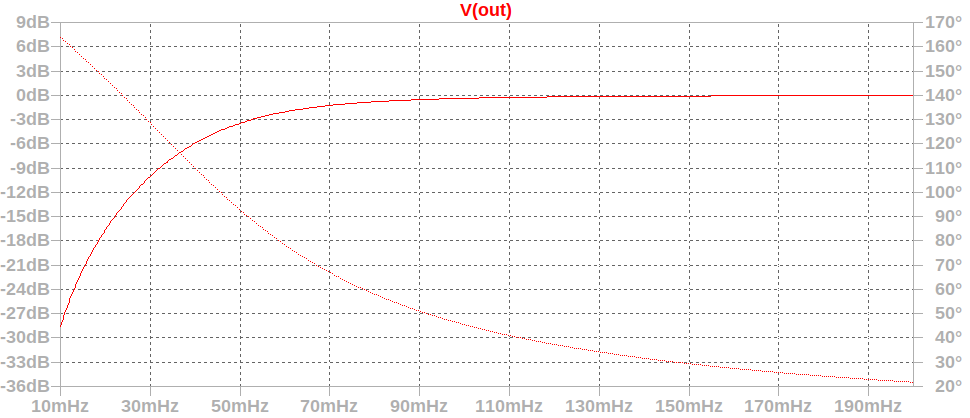 V(out)
9dB 170°
6dB 160°
3dB 150°
0dB 140°
-3dB 130°
-6dB 120°
-9dB 110°
-12dB 100°
-15dB 90°
-18dB 80°
-21dB 70°
-24dB 60°
-27dB 50°
-30dB 40°
-33dB 30°
-36dB 20°
10mHz 30mHz 50mHz 70mHz 90mHz 110mHz 130mHz 150mHz 170mHz 190mHz